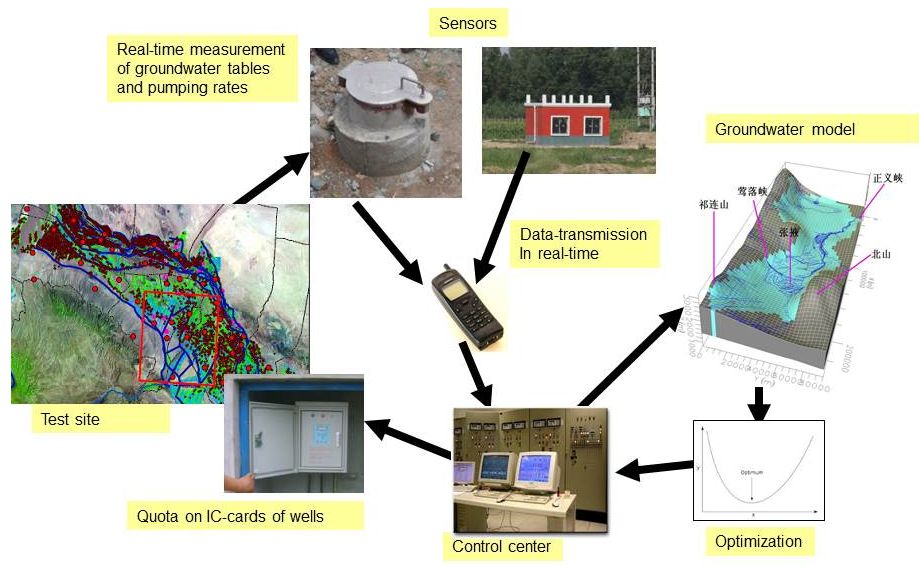 Sensors
Real-time measurement
of groundwater tables
and pumping rates
Groundwater model
正义峡
莺落峡
祁连山
张掖
北山
Data-transmission
In real-time
Test site
Y
Optimum
x
Quota on IC-cards of wells
Control center
Optimization